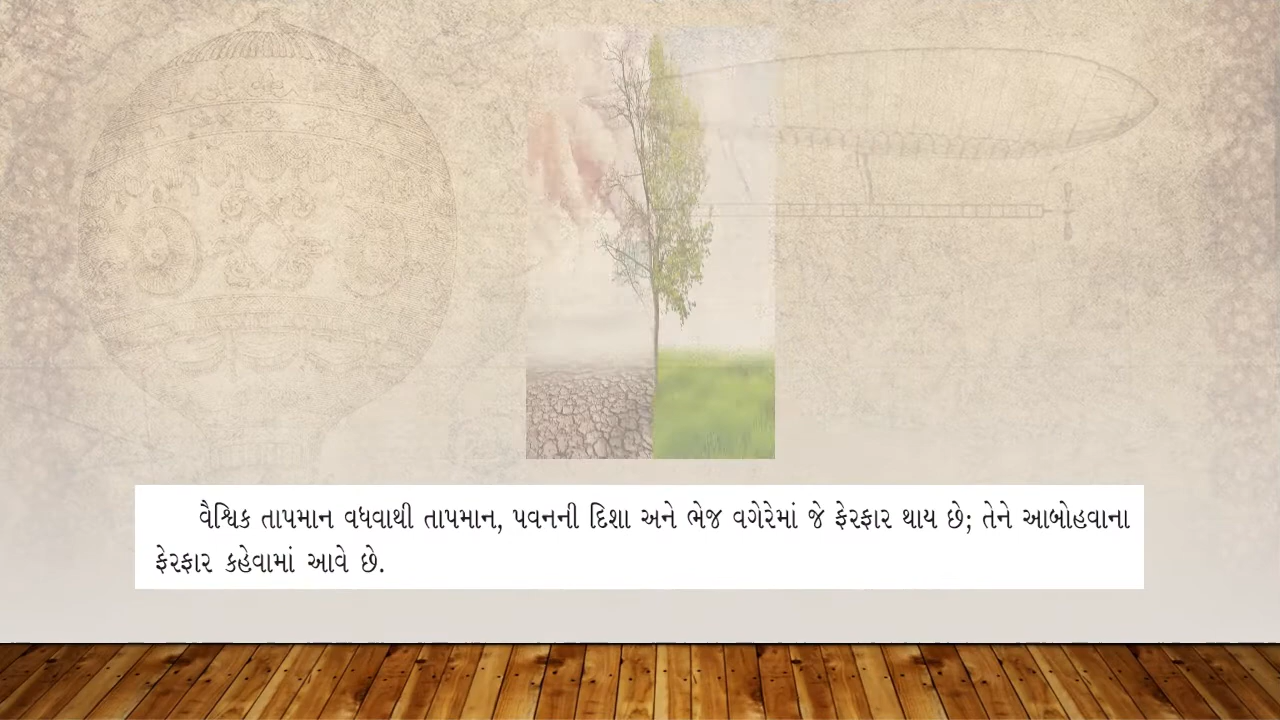 વૈશ્વિક તાપમાન વધવાથી તાપમાન, પવનની દિશા અને ભેજ વગેરેમાં જે ફેરફાર થાય છે; તેને આબોહવાના
ફેરફાર કહેવામાં આવે છે.